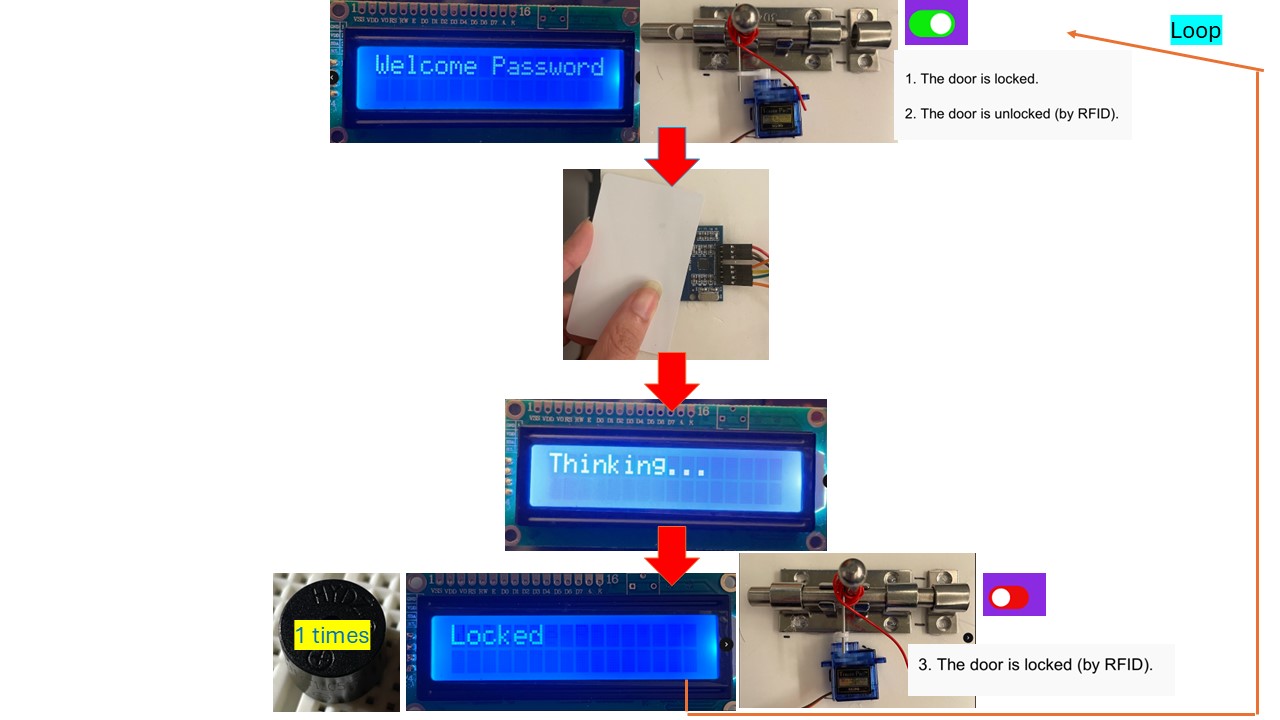 1 16
VSS VDD VO RS RW E D0 D1 D2 D3 D4 D5 D6 D7 A K
Welcome Password
Loop
1. The door is locked.
2. The door is unlocked (by RFID).
1 16
VSS VDD VO RS RW E D0 D1 D2 D3 D4 D5 D6 D7 A K
Thinking...
HYDZ
1 times
1 16
VSS VDD VO RS RW E D0 D1 D2 D3 D4 D5 D6 D7 A K
Locked
3. The door is locked (by RFID).